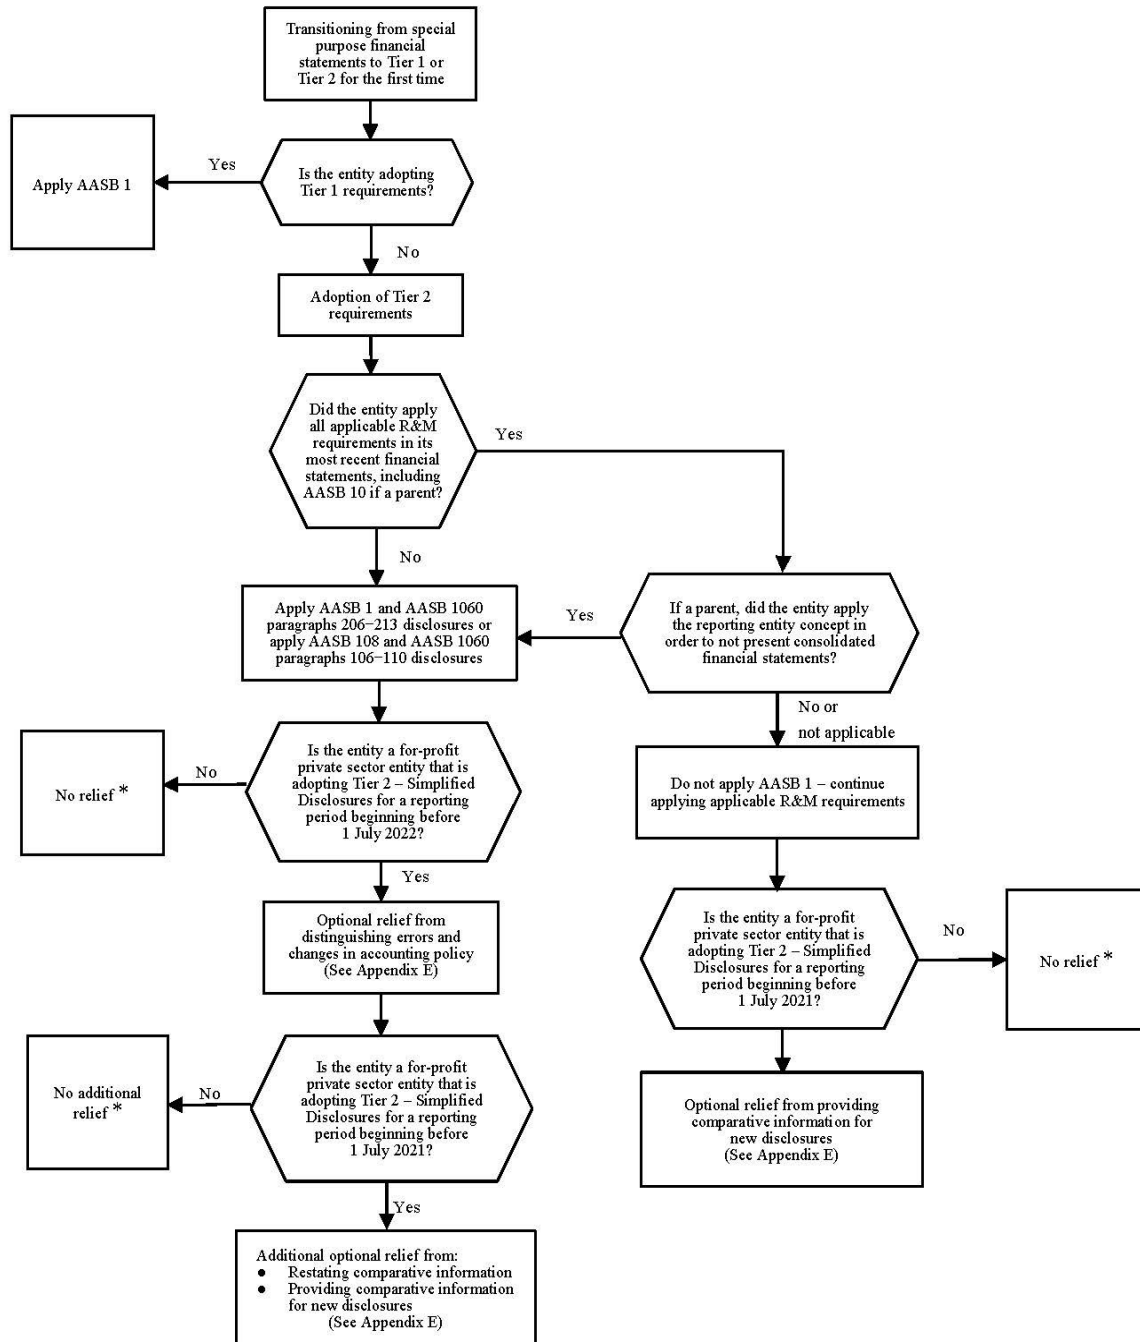 Transitioning from special
purpose financial
statements to Tier 1 or
Tier 2 for the first time
Is the entity adopting
Tier 1 requirements?
Yes
Apply AASB 1
No
Adoption of Tier 2
requirements
Did the entity apply
all applicable R&M
requirements in its
most recent financial
statements, including
AASB 10 if a parent?
Yes
No
Apply AASB 1 and AASB 1060
paragraphs 206−213 disclosures or
apply AASB 108 and AASB 1060
paragraphs 106−110 disclosures
Yes
If a parent, did the entity apply
the reporting entity concept in
order to not present consolidated
financial statements?
No or
not applicable
Is the entity a for-profit
private sector entity that is
adopting Tier 2 – Simplified
Disclosures for a reporting
period beginning before
1 July 2022?
No
No relief *
Do not apply AASB 1 – continue
applying applicable R&M requirements
Yes
Optional relief from
distinguishing errors and
changes in accounting policy
(See Appendix E)
Is the entity a for-profit
private sector entity that is
adopting Tier 2 – Simplified
Disclosures for a reporting
period beginning before
1 July 2021?
No
No relief *
Is the entity a for-profit
private sector entity that is
adopting Tier 2 – Simplified
Disclosures for a reporting
period beginning before
1 July 2021?
No
No additional
relief *
Optional relief from providing
comparative information for
new disclosures
(See Appendix E)
Yes
Additional optional relief from:
● Restating comparative information
● Providing comparative information
for new disclosures
(See Appendix E)